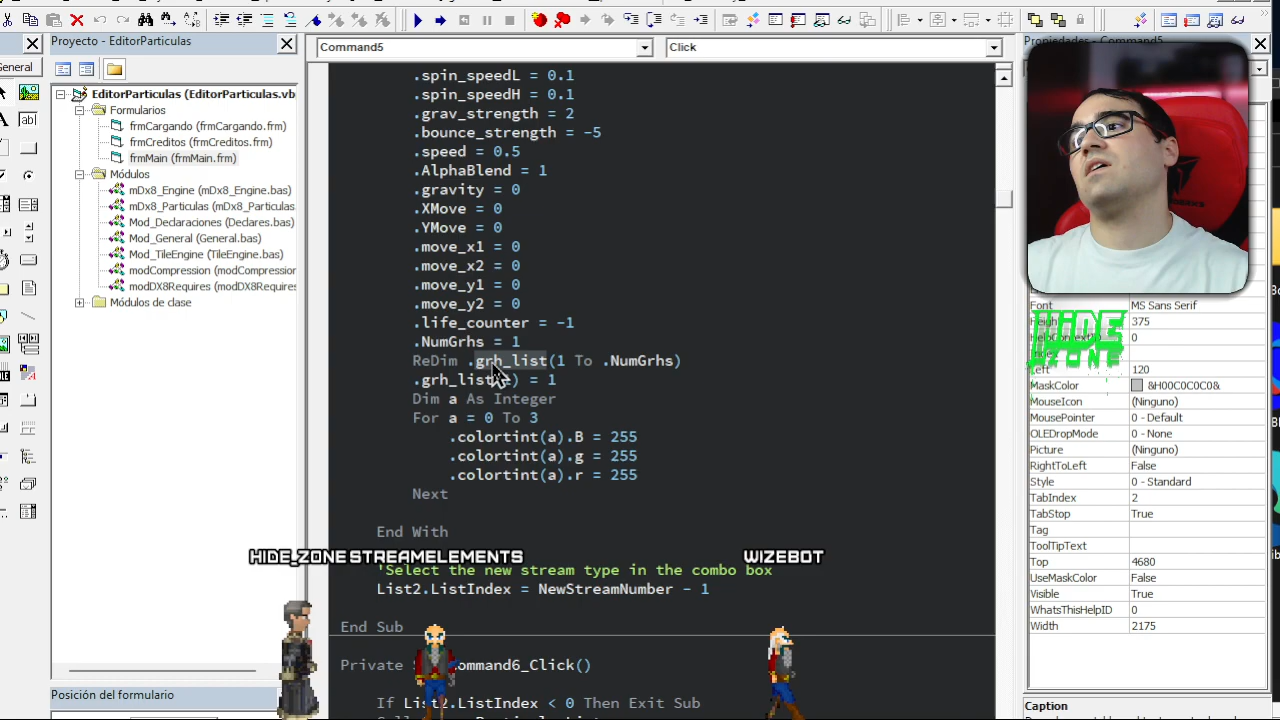 Proyecto - EditorParticulas
Command5
Click
Propiedades - Command5
General
EditorParticulas (EditorParticulas.vb
Formularios
frmCargando (frmCargando.frm)
frmCreditos (frmCreditos.frm)
frmMain (frmMain.frm)
Módulos
mDx8_Engine (mDx8_Engine.bas)
mDx8_Particulas (mDx8_Particulas
Mod_Declaraciones (Declares.bas)
Mod_General (General.bas)
Mod_TileEngine (TileEngine.bas)
modCompression (modCompression
modDX8Requires (modDX8Requires
Módulos de clase
Posición del formulario
.spin_speedL = 0.1
.spin_speedH = 0.1
.grav_strength = 2
.bounce_strength = -5
.speed = 0.5
.AlphaBlend = 1
.gravity = 0
.XMove = 0
.YMove = 0
.move_x1 = 0
.move_x2 = 0
.move_y1 = 0
.move_y2 = 0
.life_counter = -1
.NumGrhs = 1
ReDim .grh_list(1 To .NumGrhs)
.grh_list ) = 1
Dim a As Integer
For a = 0 To 3
.colortint(a).B = 255
.colortint(a).g = 255
.colortint(a).r = 255
Next
End With
HIDE_ZONE STREAMELEMENTS
WIZEBOT
'Select the new stream type in the combo box
List2.ListIndex = NewStreamNumber - 1
End Sub
Private ommand6_Click()
If List2.ListIndex < 0 Then Exit Sub
Font MS Sans Serif
Heigh 375
HelpContextID 0
Index
Left 120
MaskColor &H00C0C0C0&
MouseIcon (Ninguno)
MousePointer 0 - Default
OLEDropMode 0 - None
Picture (Ninguno)
RightToLeft False
Style 0 - Standard
TabIndex 2
TabStop True
Tag
ToolTipText
Top 4680
UseMaskColor False
Visible True
WhatsThisHelpID 0
Width 2175
Caption
HIDE
ZONE